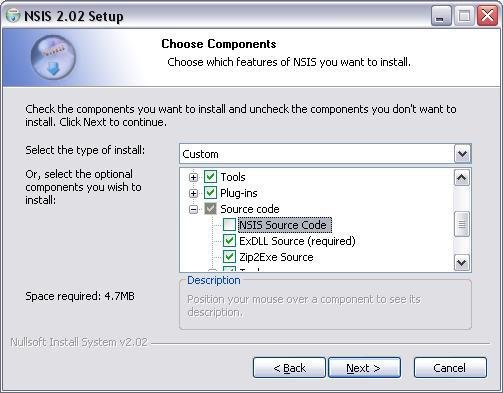 NSIS 2.02 Setup
Choose Components
Choose which features of NSIS you want to install.
Check the components you want to install and uncheck the components you don't want to
install. Click Next to continue.
Select the type of install:
Custom
Or, select the optional
components you wish to
install:
Tools
Plug-ins
Source code
NSIS Source Code
ExDLL Source (required)
Zip2Exe Source
Space required: 4.7MB
Description
Position your mouse over a component to see its
description.
Nullsoft Install System v2.02
< Back
Next >
Cancel